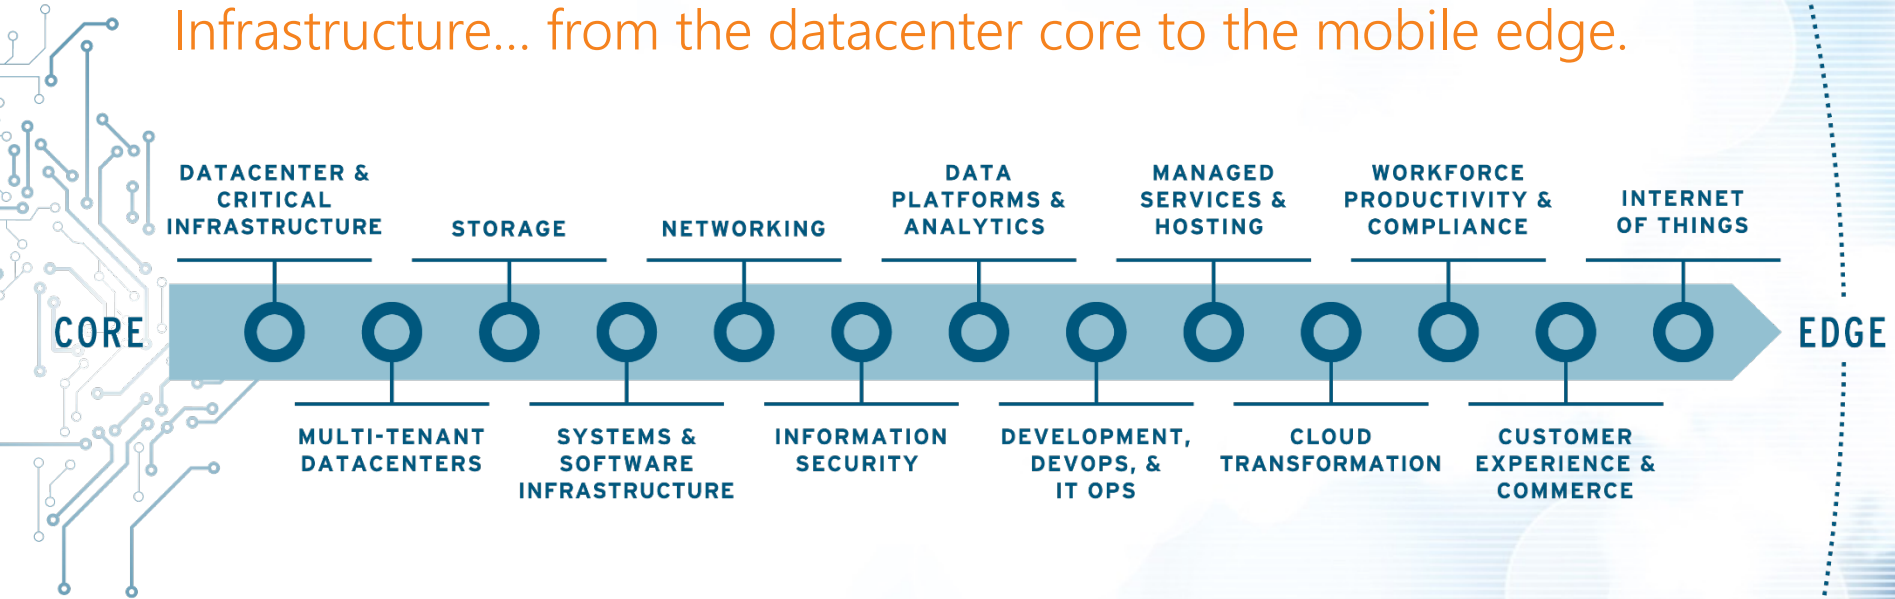 Infrastructure... from the datacenter core to the mobile edge.
DATACENTER &
CRITICAL
INFRASTRUCTURE
STORAGE
NETWORKING
DATA
PLATFORMS &
ANALYTICS
MANAGED
SERVICES &
HOSTING
WORKFORCE
PRODUCTIVITY &
COMPLIANCE
INTERNET
OF THINGS
CORE
EDGE
MULTI-TENANT
DATACENTERS
SYSTEMS &
SOFTWARE
INFRASTRUCTURE
INFORMATION
SECURITY
DEVELOPMENT,
DEVOPS, &
IT OPS
CLOUD
TRANSFORMATION
CUSTOMER
EXPERIENCE &
COMMERCE